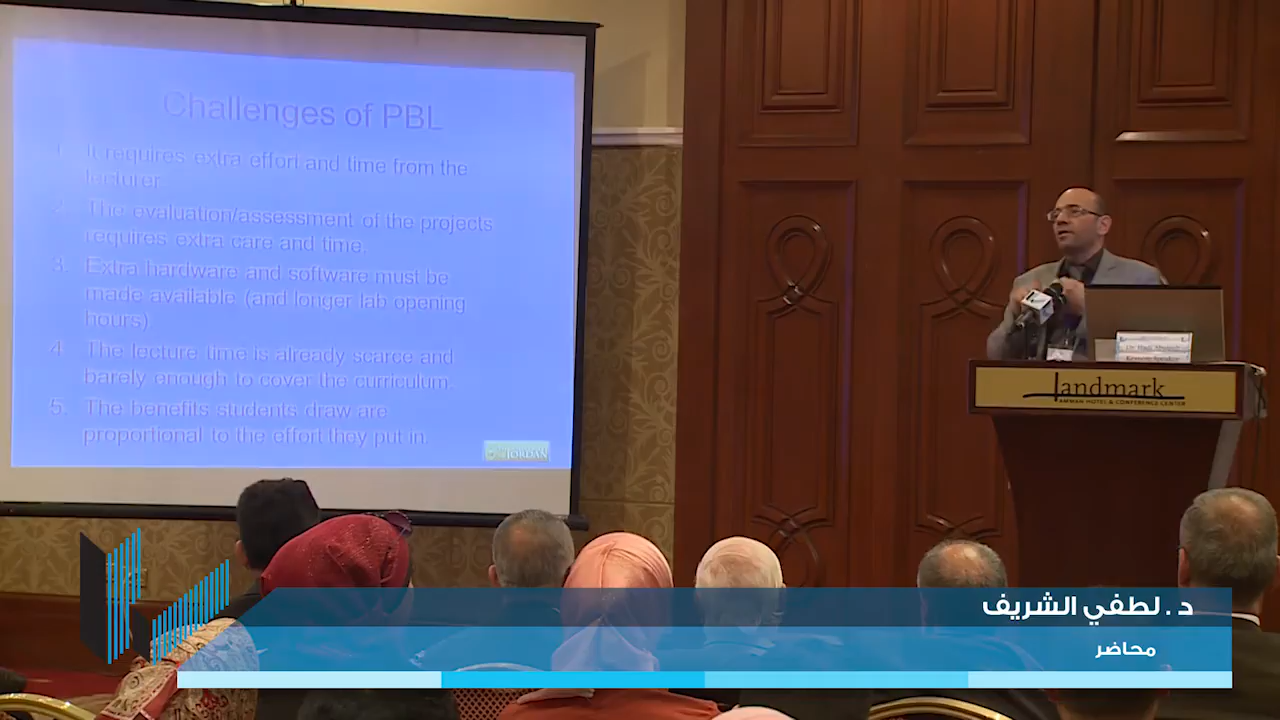 Challenges of PBL
1. It requires extra effort and time from the
lecturer
2. The evaluation/assessment of the projects
requires extra care and time.
3. Extra hardware and software must be
made available (and longer lab opening
hours)
4. The lecture time is already scarce and
barely enough to cover the curriculum.
5. The benefits students draw are
proportional to the effort they put in.
JORDAN
Keynote Speaker
landmark
AMMAN HOTEL & CONFERENCE CENTER
د . لطفي الشريف
محاضر